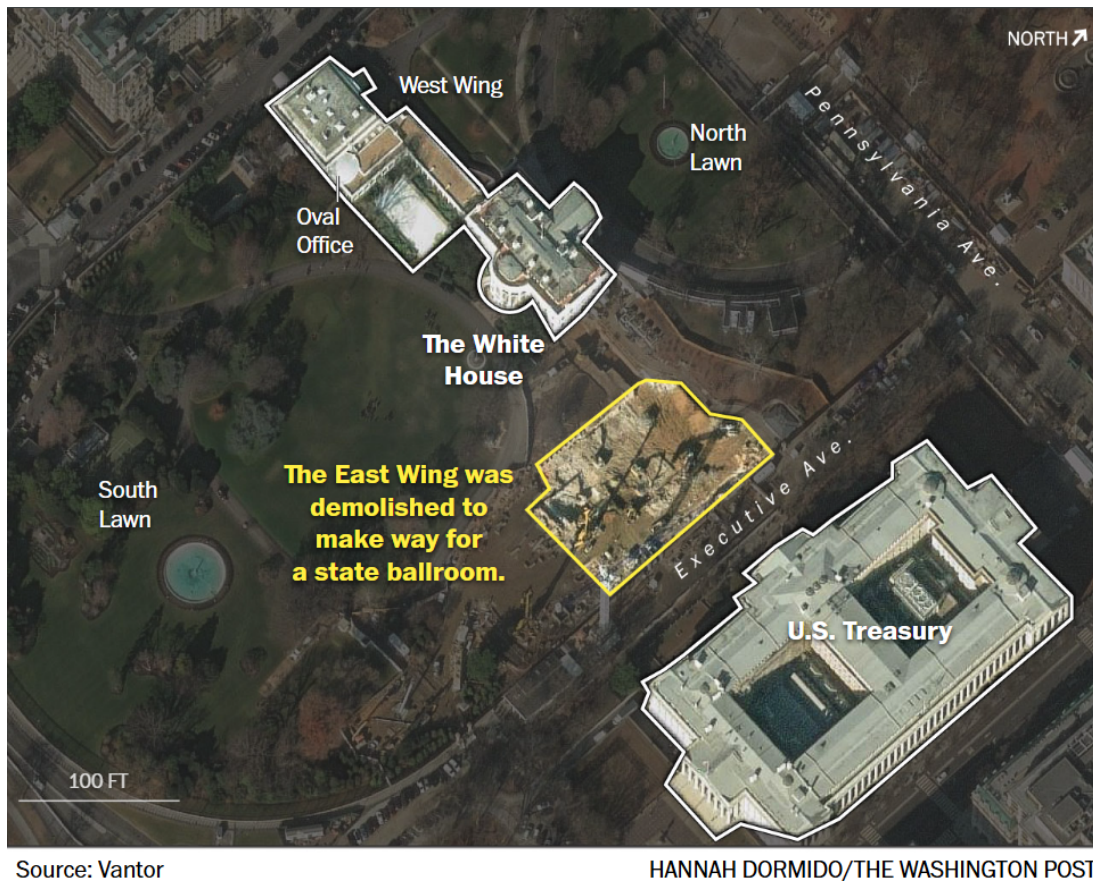 NORTH
West Wing
North
Lawn
Pennsylvania Ave.
Oval
Office
The White
House
The East Wing was
demolished to
make way for
a state ballroom.
South
Lawn
Executive Ave.
U.S. Treasury
100 FT
Source: Vantor
HANNAH DORMIDO/THE WASHINGTON POST